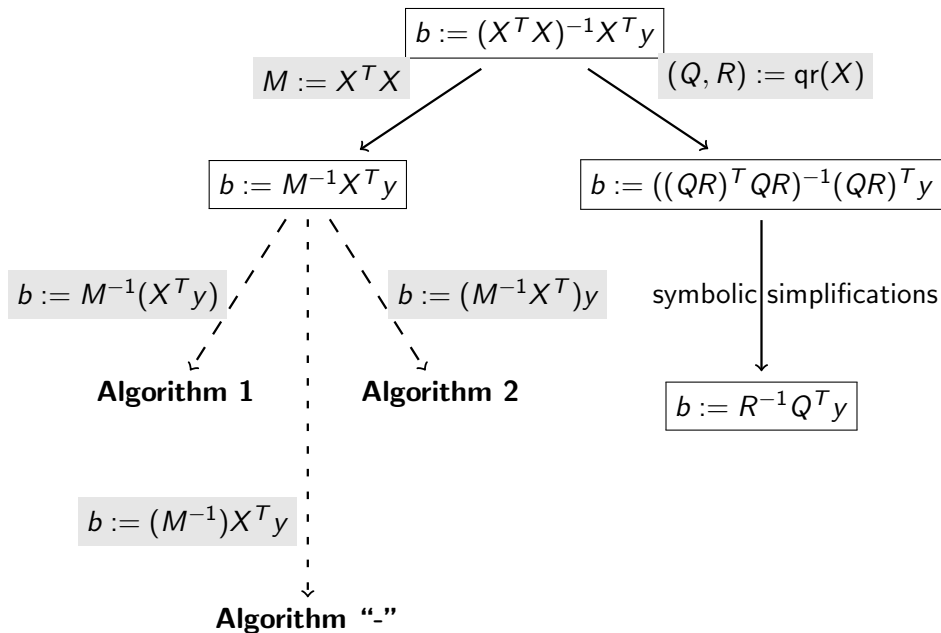 b := (X^T X)^{-1} X^T y
M := X^T X
(Q, R) := qr(X)
b := M^{-1} X^T y
b := ((QR)^T QR)^{-1} (QR)^T y
b := M^{-1}(X^T y)
b := (M^{-1} X^T)y
symbolic simplifications
Algorithm 1
Algorithm 2
b := R^{-1} Q^T y
b := (M^{-1})X^T y
Algorithm “-”